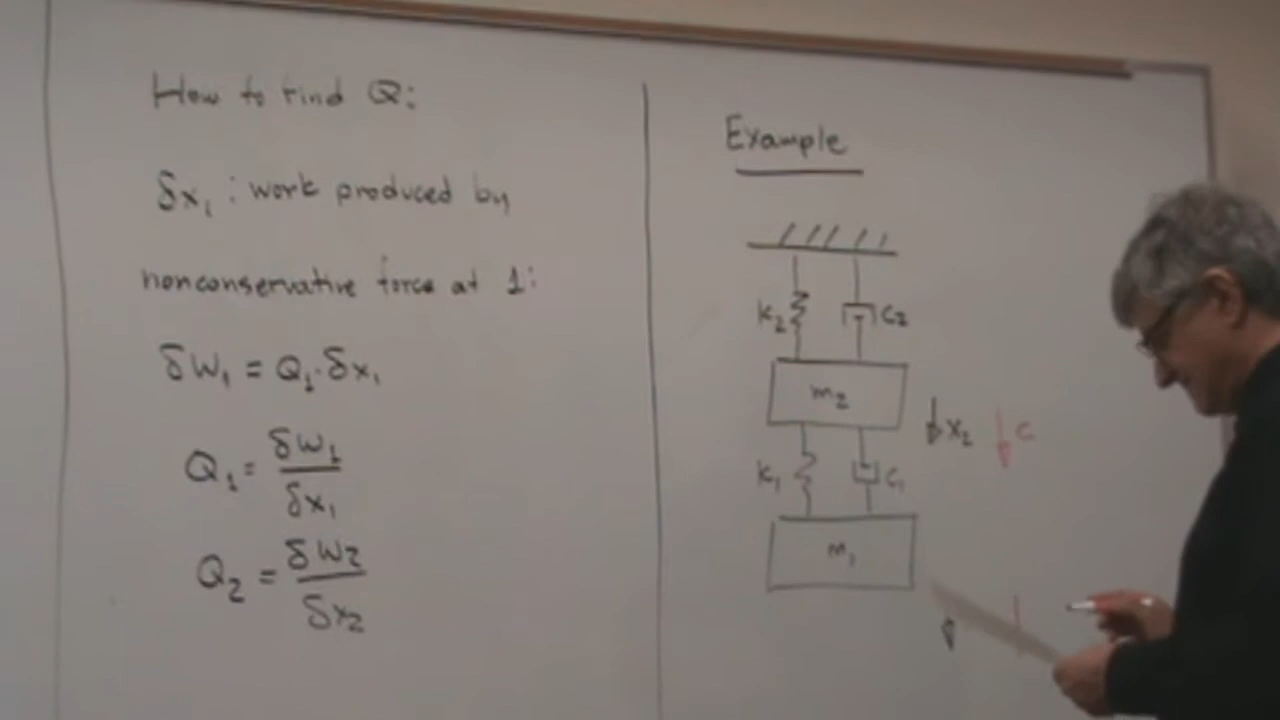 How to find Q:
δx₁ : work produced by
nonconservative force at 1:
δW₁ = Q₁·δx₁
Q₁ = δW₁/δx₁
Q₂ = δW₂/δx₂
Example
k₂ c₂
m₂
x₂ c
k₁ c₁
m₁